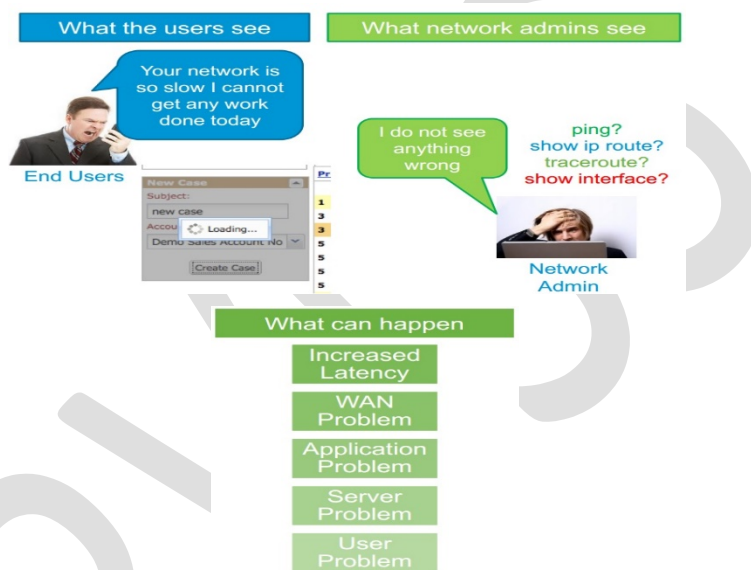 What the users see
What network admins see
Your network is
so slow I cannot
get any work
done today
End Users
New Case
Subject:
new case
Accou
Loading...
Demo Sales Account No
Create Case
Pr
1
3
3
5
5
5
5
I do not see
anything
wrong
ping?
show ip route?
traceroute?
show interface?
Network
Admin
What can happen
Increased
Latency
WAN
Problem
Application
Problem
Server
Problem
User
Problem